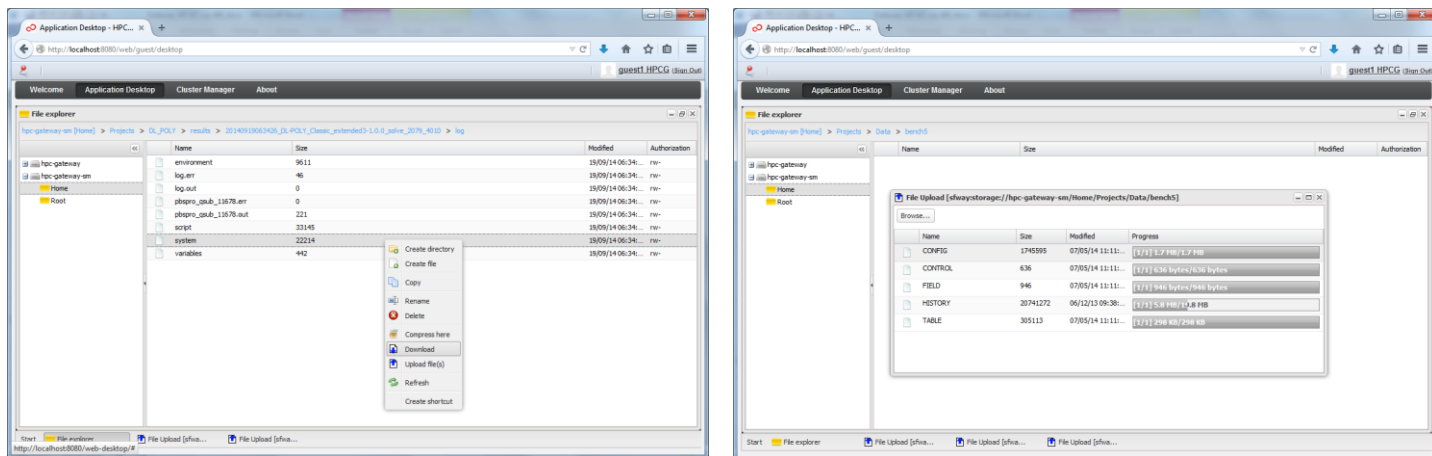 Application Desktop - HPC... × +
http://localhost:8080/web/guest/desktop
guest1 HPCG (Sign Out)
Welcome Application Desktop Cluster Manager About
File explorer
hpc-gateway-sm [Home] > Projects > DL_POLY > results > 20140919063426_DL-POLY_Classic_extended3-1.0.0_solve_2079_4010 > log
Name Size Modified Authorization
hpc-gateway
hpc-gateway-sm
Home
Root
environment 9611 19/09/14 06:34:... rw-
log.err 46 19/09/14 06:34:... rw-
log.out 0 19/09/14 06:34:... rw-
pbspro_qsub_11678.err 0 19/09/14 06:34:... rw-
pbspro_qsub_11678.out 221 19/09/14 06:34:... rw-
script 33145 19/09/14 06:34:... rw-
system 22214 19/09/14 06:34:... rw-
variables 442 19/09/14 06:34:... rw-
Create directory
Create file
Copy
Rename
Delete
Compress here
Download
Upload file(s)
Refresh
Create shortcut
Start File explorer File Upload [sfwa... File Upload [sfwa...
http://localhost:8080/web-desktop/#
Application Desktop - HPC... × +
http://localhost:8080/web/guest/desktop
guest1 HPCG (Sign Out)
Welcome Application Desktop Cluster Manager About
File explorer
hpc-gateway-sm [Home] > Projects > Data > bench5
Name Size Modified Authorization
hpc-gateway
hpc-gateway-sm
Home
Root
File Upload [sfway:storage://hpc-gateway-sm/Home/Projects/Data/bench5]
Browse...
Name Size Modified Progress
CONFIG 1745595 07/05/14 11:11:... [1/1] 1.7 MB/1.7 MB
CONTROL 636 07/05/14 11:11:... [1/1] 636 bytes/636 bytes
FIELD 946 07/05/14 11:11:... [1/1] 946 bytes/946 bytes
HISTORY 20741272 06/12/13 09:38:... [1/1] 5.8 MB/19.8 MB
TABLE 305113 07/05/14 11:11:... [1/1] 298 KB/298 KB
Start File explorer File Upload [sfwa... File Upload [sfwa... File Upload [sfwa...